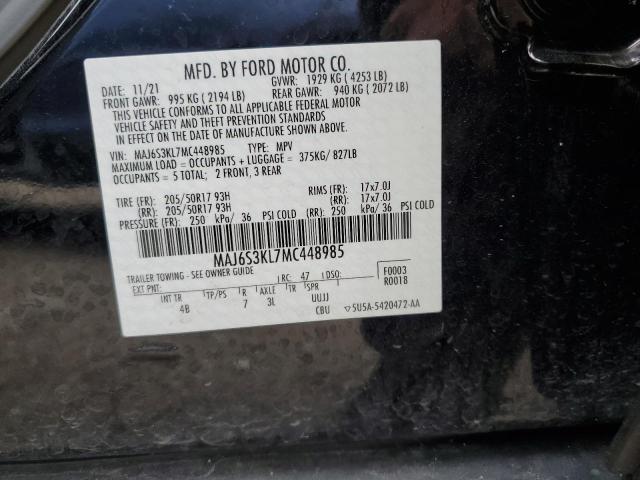 MFD. BY FORD MOTOR CO.
DATE: 11/21 GVWR: 1929 KG ( 4253 LB)
FRONT GAWR: 995 KG ( 2194 LB) REAR GAWR: 940 KG ( 2072 LB)
THIS VEHICLE CONFORMS TO ALL APPLICABLE FEDERAL MOTOR
VEHICLE SAFETY AND THEFT PREVENTION STANDARDS
IN EFFECT ON THE DATE OF MANUFACTURE SHOWN ABOVE.
VIN: MAJ6S3KL7MC448985 TYPE: MPV
MAXIMUM LOAD = OCCUPANTS + LUGGAGE = 375KG/ 827LB
OCCUPANTS = 5 TOTAL; 2 FRONT, 3 REAR
TIRE (FR): 205/50R17 93H RIMS (FR): 17x7.0J
(RR): 205/50R17 93H (RR): 17x7.0J
PRESSURE (FR): 250 kPa/ 36 PSI COLD (RR): 250 kPa/ 36 PSI COLD
MAJ6S3KL7MC448985
TRAILER TOWING - SEE OWNER GUIDE
EXT PNT: RC: 47 DSO: F0003
R0018
INT TR TP/PS R AXLE TR SPR UUJJ
4B 7 3L CBU 5U5A-5420472-AA